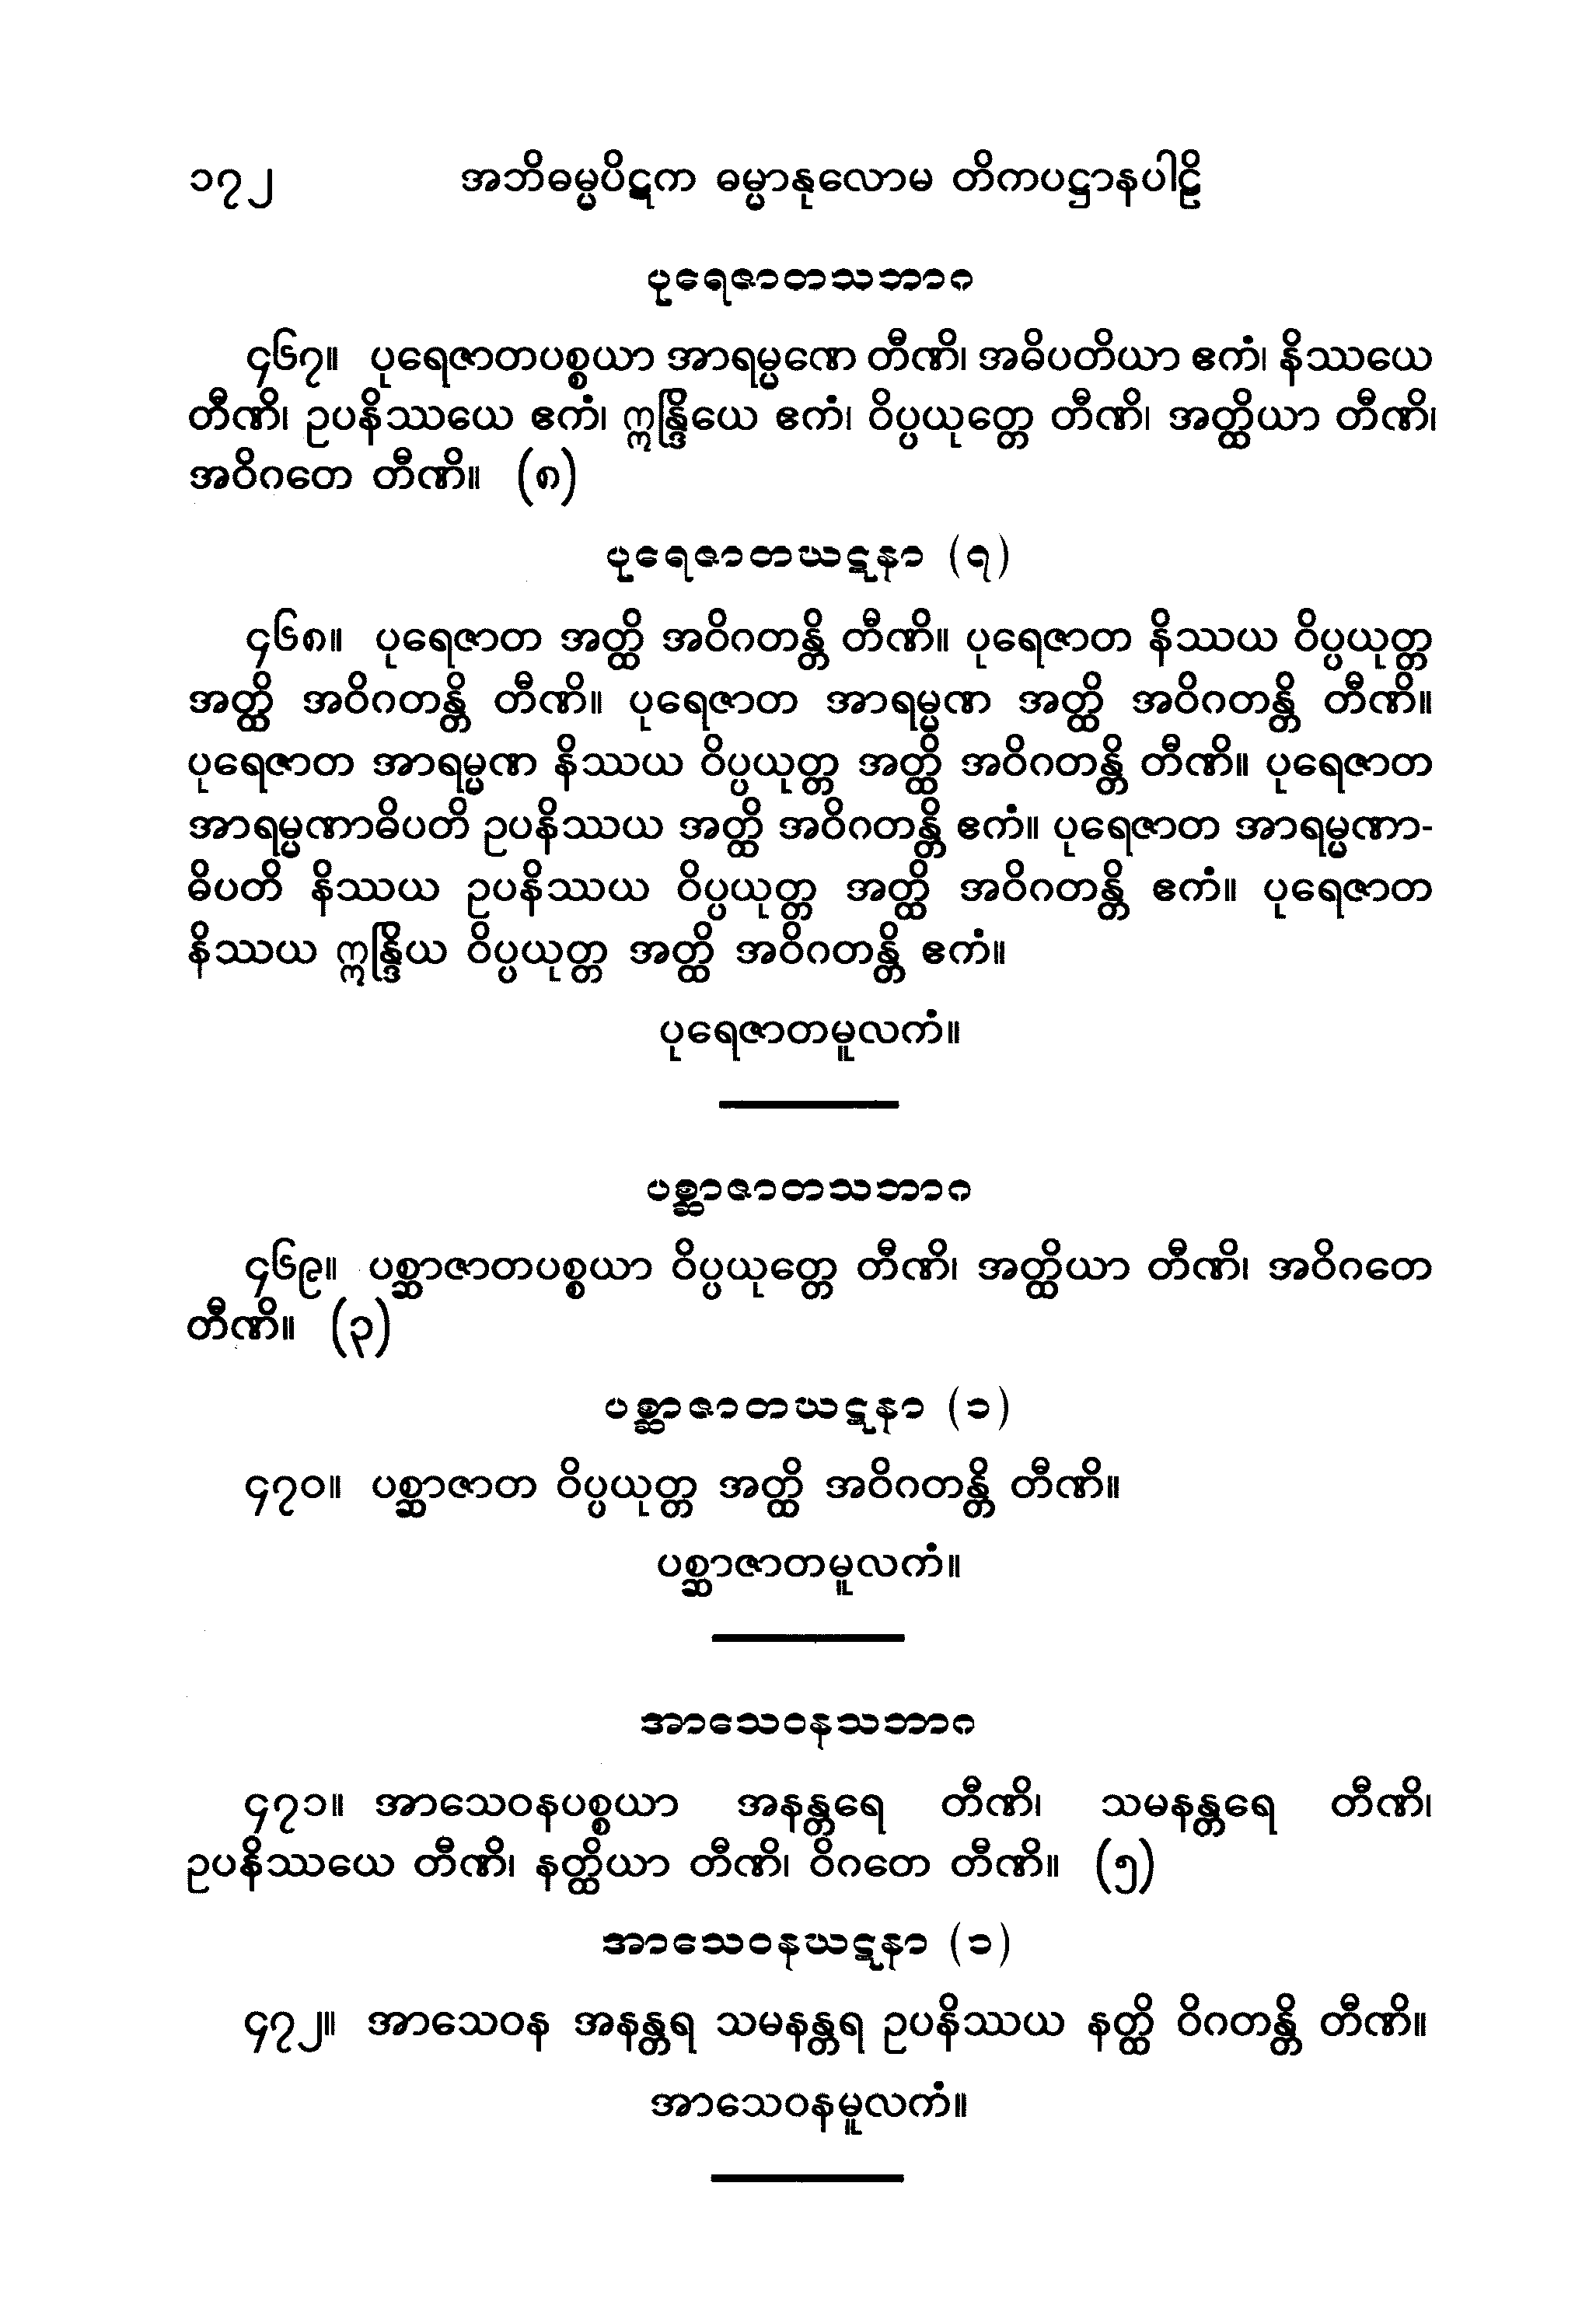 ၁၇၂ အဘိဓမ္မပိဋက ဓမ္မာနုလောမ တိကပဋ္ဌာနပါဠိ
ပုရေဇာတသဘာဂ
၄၆၇။ ပုရေဇာတပစ္စယာ အာရမ္မဏေ တီဏိ၊ အဓိပတိယာ ဧကံ၊ နိဿယေ
တီဏိ၊ ဥပနိဿယေ ဧကံ၊ ဣန္ဒြိယေ ဧကံ၊ ဝိပ္ပယုတ္တေ တီဏိ၊ အတ္ထိယာ တီဏိ၊
အဝိဂတေ တီဏိ။ (၈)
ပုရေဇာတဃဋနာ (၇)
၄၆၈။ ပုရေဇာတ အတ္ထိ အဝိဂတန္တိ တီဏိ။ ပုရေဇာတ နိဿယ ဝိပ္ပယုတ္တ
အတ္ထိ အဝိဂတန္တိ တီဏိ။ ပုရေဇာတ အာရမ္မဏ အတ္ထိ အဝိဂတန္တိ တီဏိ။
ပုရေဇာတ အာရမ္မဏ နိဿယ ဝိပ္ပယုတ္တ အတ္ထိ အဝိဂတန္တိ တီဏိ။ ပုရေဇာတ
အာရမ္မဏာဓိပတိ ဥပနိဿယ အတ္ထိ အဝိဂတန္တိ ဧကံ။ ပုရေဇာတ အာရမ္မဏာ-
ဓိပတိ နိဿယ ဥပနိဿယ ဝိပ္ပယုတ္တ အတ္ထိ အဝိဂတန္တိ ဧကံ။ ပုရေဇာတ
နိဿယ ဣန္ဒြိယ ဝိပ္ပယုတ္တ အတ္ထိ အဝိဂတန္တိ ဧကံ။
ပုရေဇာတမူလကံ။
ပစ္ဆာဇာတသဘာဂ
၄၆၉။ ပစ္ဆာဇာတပစ္စယာ ဝိပ္ပယုတ္တေ တီဏိ၊ အတ္ထိယာ တီဏိ၊ အဝိဂတေ
တီဏိ။ (၃)
ပစ္ဆာဇာတဃဋနာ (၁)
၄၇၀။ ပစ္ဆာဇာတ ဝိပ္ပယုတ္တ အတ္ထိ အဝိဂတန္တိ တီဏိ။
ပစ္ဆာဇာတမူလကံ။
အာသေဝနသဘာဂ
၄၇၁။ အာသေဝနပစ္စယာ အနန္တရေ တီဏိ၊ သမနန္တရေ တီဏိ၊
ဥပနိဿယေ တီဏိ၊ နတ္ထိယာ တီဏိ၊ ဝိဂတေ တီဏိ။ (၅)
အာသေဝနဃဋနာ (၁)
၄၇၂။ အာသေဝန အနန္တရ သမနန္တရ ဥပနိဿယ နတ္ထိ ဝိဂတန္တိ တီဏိ။
အာသေဝနမူလကံ။